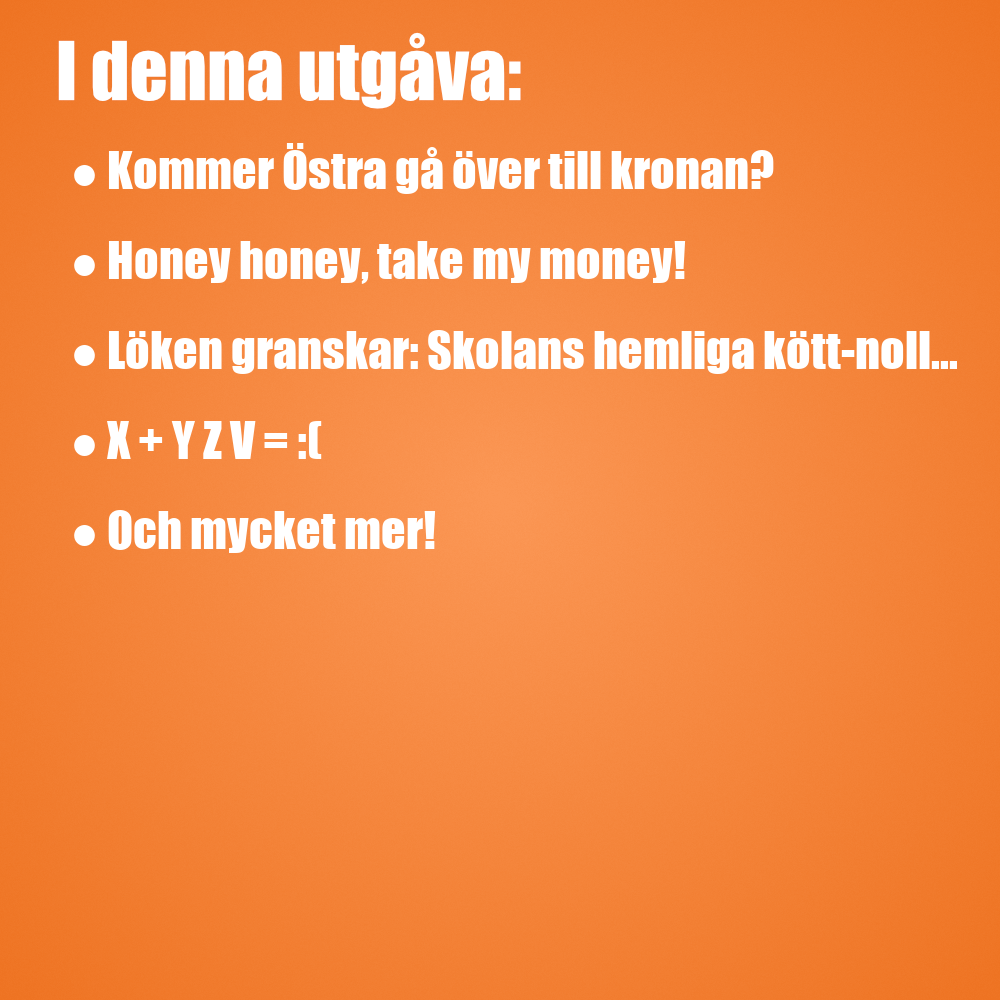 I denna utgåva:
• Kommer Östra gå över till kronan?
• Honey honey, take my money!
• Löken granskar: Skolans hemliga kött-noll...
• X + Y Z V = :(
• Och mycket mer!